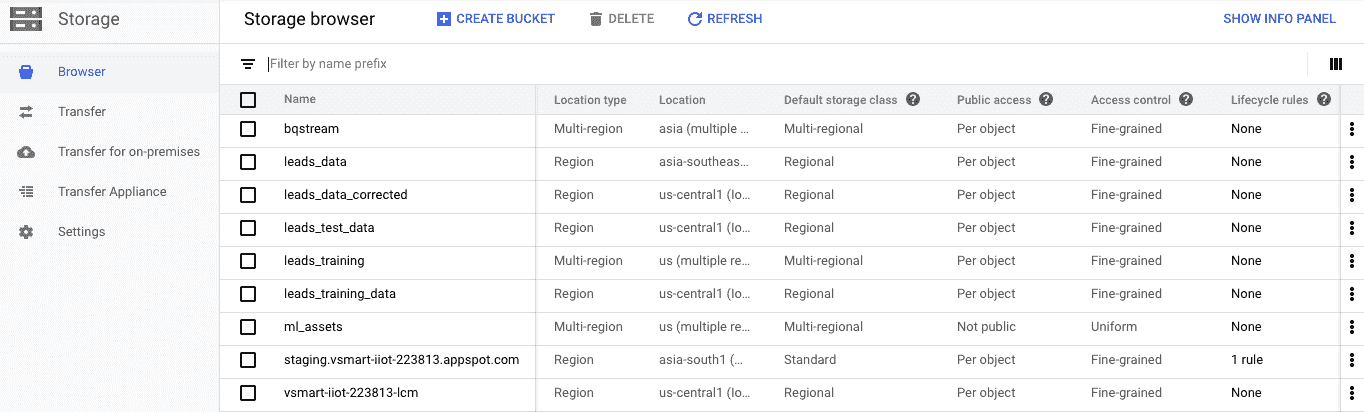 Storage
Storage browser CREATE BUCKET DELETE REFRESH SHOW INFO PANEL
Browser
Transfer
Transfer for on-premises
Transfer Appliance
Settings
Filter by name prefix
Name Location type Location Default storage class ? Public access ? Access control ? Lifecycle rules ?
bqstream Multi-region asia (multiple ... Multi-regional Per object Fine-grained None
leads_data Region asia-southeas... Regional Per object Fine-grained None
leads_data_corrected Region us-central1 (lo... Regional Per object Fine-grained None
leads_test_data Region us-central1 (lo... Regional Per object Fine-grained None
leads_training Multi-region us (multiple re... Multi-regional Per object Fine-grained None
leads_training_data Region us-central1 (lo... Regional Per object Fine-grained None
ml_assets Multi-region us (multiple re... Multi-regional Not public Uniform None
staging.vsmart-iiot-223813.appspot.com Region asia-south1 (... Standard Per object Fine-grained 1 rule
vsmart-iiot-223813-lcm Region us-central1 (lo... Regional Per object Fine-grained None